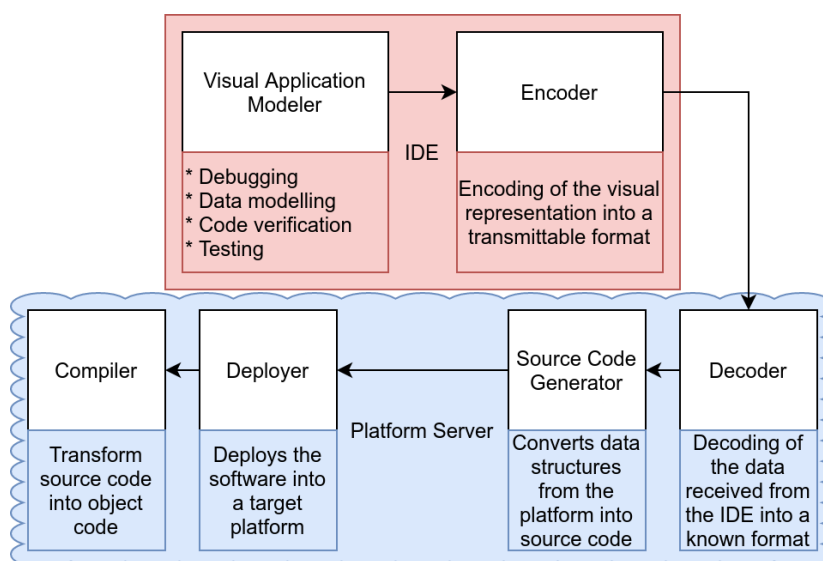 Visual Application
Modeler
* Debugging
* Data modelling
* Code verification
* Testing
IDE
Encoder
Encoding of the visual
representation into a
transmittable format
Compiler
Transform
source code
into object
code
Deployer
Deploys the
software into
a target
platform
Platform Server
Source Code
Generator
Converts data
structures
from the
platform into
source code
Decoder
Decoding of
the data
received from
the IDE into a
known format